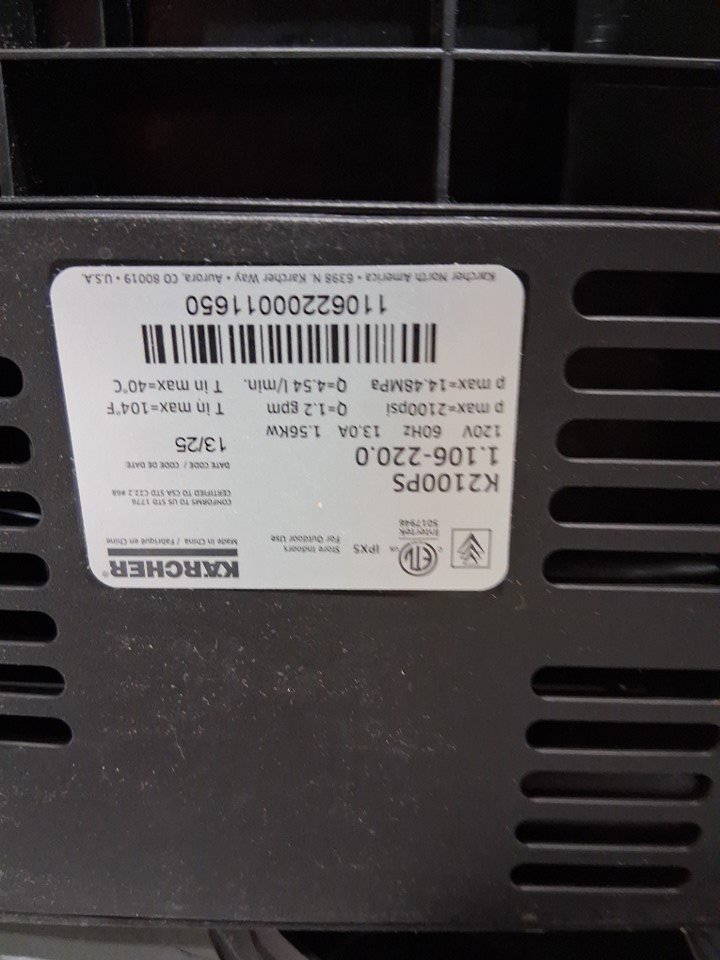 KÄRCHER®
Made in China / Fabriqué en Chine
ETL
Intertek
5017946
IPX5
Store Indoors
For Outdoor Use
CONFORMS TO US STD 1776
CERTIFIED TO CSA STD C22.2 #68
K2100PS
1.106-220.0
DATE CODE / CODE DE DATE
13/25
120V 60Hz 13.0A 1.56Kw
p max=2100psi Q=1.2 gpm T in max=104°F
p max=14.48MPa Q=4.54 l/min. T in max=40°C
11062200011650
Karcher North America • 6398 N. Karcher Way • Aurora, CO 80019 • U.S.A.